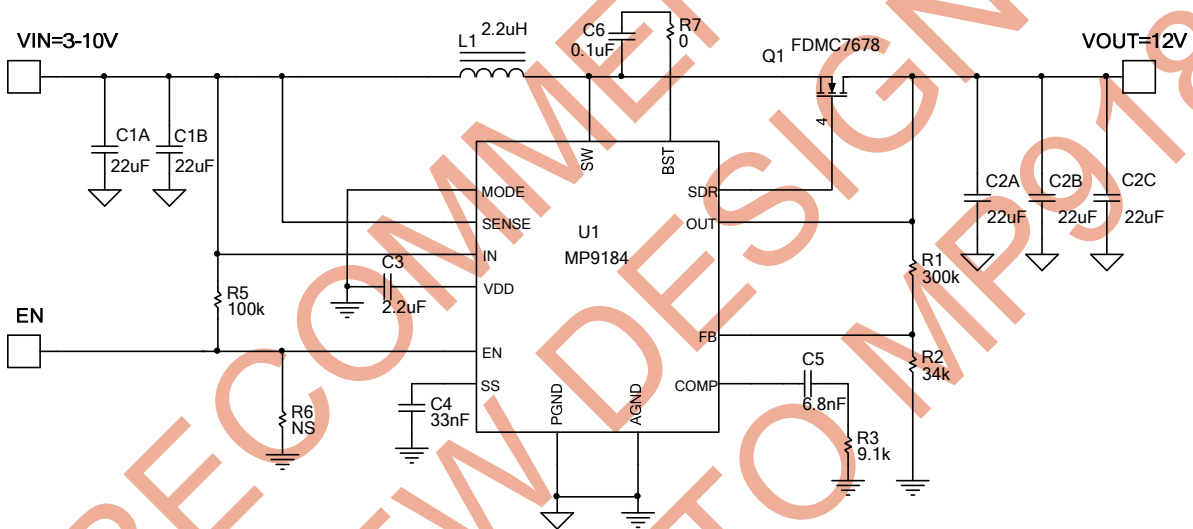 VIN=3-10V
L1
2.2uH
C6
0.1uF
R7
0
Q1
FDMC7678
VOUT=12V
4
C1A
22uF
C1B
22uF
SW
BST
MODE
SENSE
IN
VDD
EN
SS
U1
MP9184
SDR
OUT
FB
COMP
PGND
AGND
C2A
22uF
C2B
22uF
C2C
22uF
C3
2.2uF
R1
300k
R5
100k
EN
R2
34k
C5
6.8nF
R6
NS
C4
33nF
R3
9.1k
DESIGN
TO